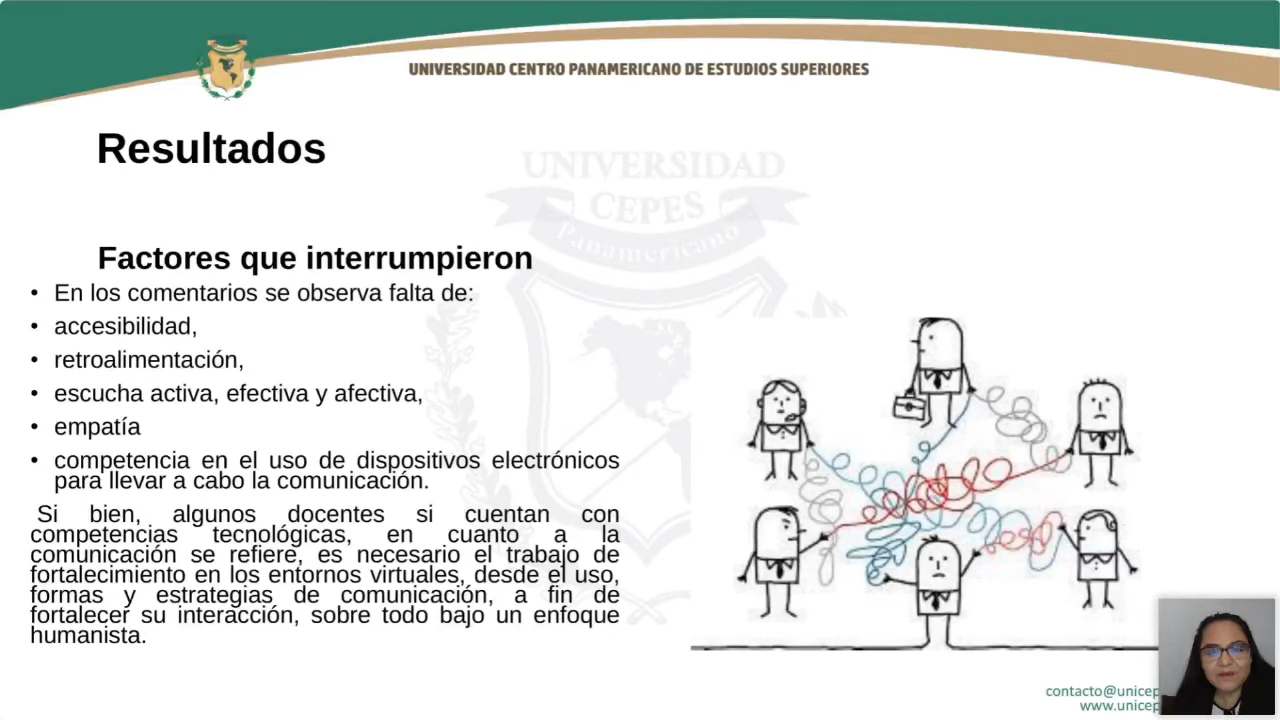 UNIVERSIDAD CENTRO PANAMERICANO DE ESTUDIOS SUPERIORES
Resultados
UNIVERSIDAD
CEPES
Panamericano
Factores que interrumpieron
• En los comentarios se observa falta de:
• accesibilidad,
• retroalimentación,
• escucha activa, efectiva y afectiva,
• empatía
• competencia en el uso de dispositivos electrónicos
para llevar a cabo la comunicación.
Si bien, algunos docentes si cuentan con
competencias tecnológicas, en cuanto a la
comunicación se refiere, es necesario el trabajo de
fortalecimiento en los entornos virtuales, desde el uso,
formas y estrategias de comunicación, a fin de
fortalecer su interacción, sobre todo bajo un enfoque
humanista.
contacto@unicep
www.unicep